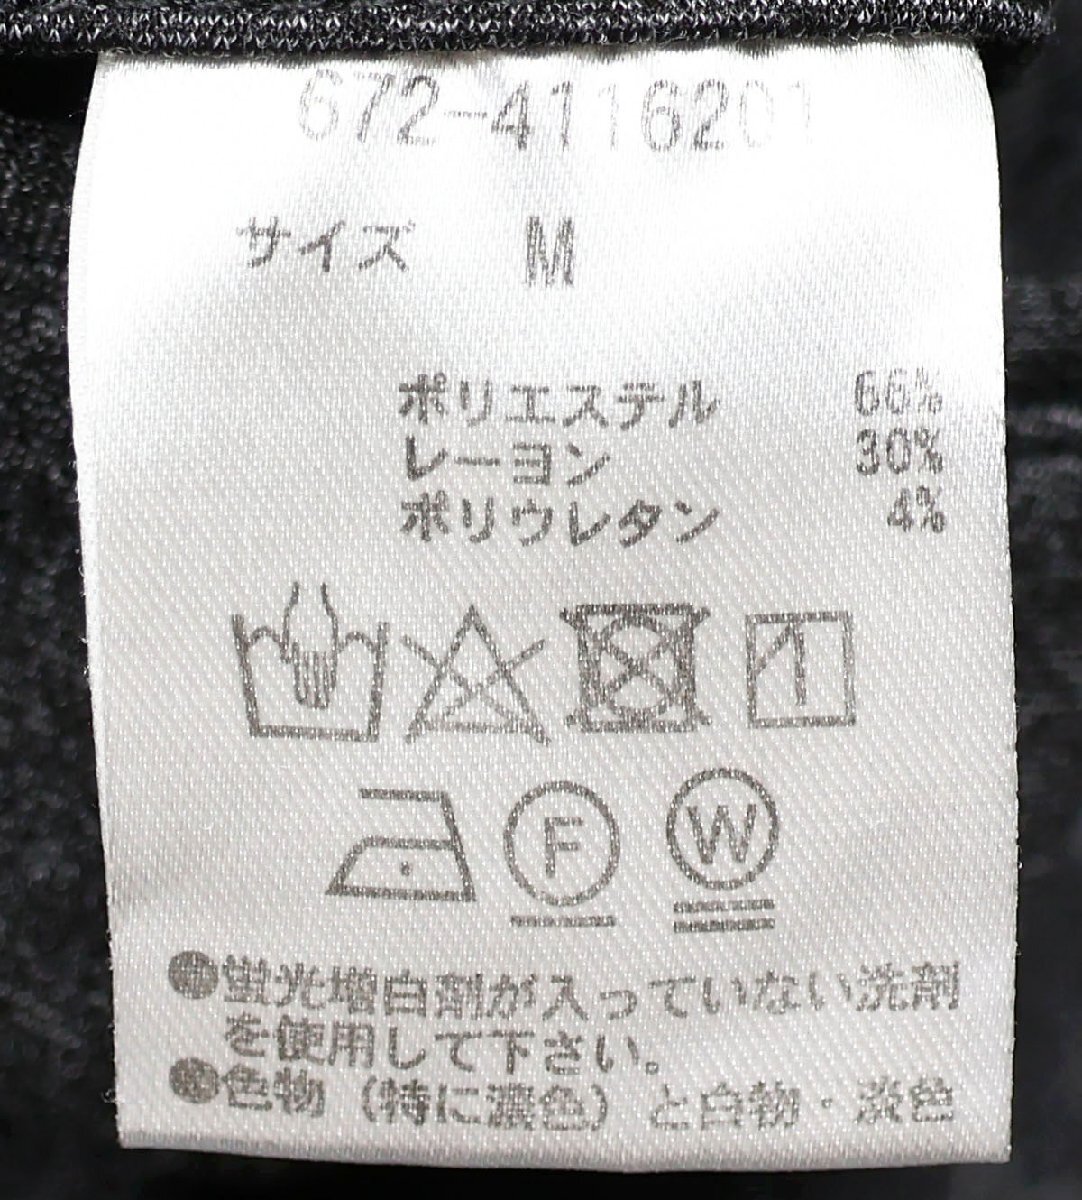 672-4116201
サイズ M
ポリエステル 66%
レーヨン 30%
ポリウレタン 4%
F
W
●蛍光増白剤が入っていない洗剤
を使用して下さい。
●色物（特に濃色）と白物・淡色